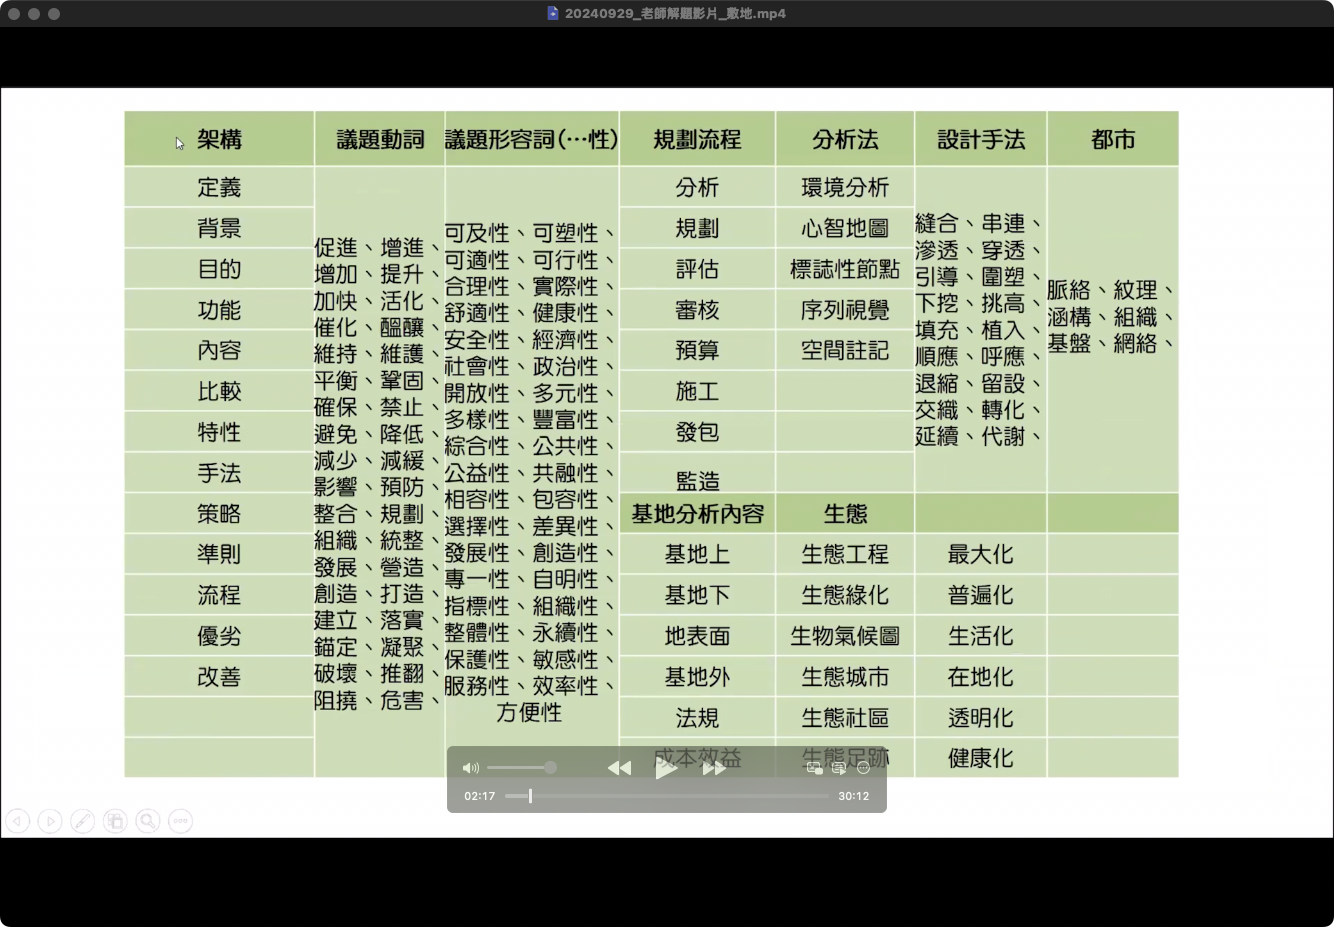 20240929_老師解題影片_敷地.mp4
架構
議題動詞
議題形容詞(…性)
規劃流程
分析法
設計手法
都市
定義
背景
目的
功能
內容
比較
特性
手法
策略
準則
流程
優劣
改善
促進、增進、
增加、提升、
加快、活化、
催化、醞釀、
維持、維護、
平衡、鞏固、
確保、禁止、
避免、降低、
減少、減緩、
影響、預防、
整合、規劃、
組織、統整、
發展、營造、
創造、打造、
建立、落實、
錨定、凝聚、
破壞、推翻、
阻撓、危害、
可及性、可塑性、
可適性、可行性、
合理性、實際性、
舒適性、健康性、
安全性、經濟性、
社會性、政治性、
開放性、多元性、
多樣性、豐富性、
綜合性、公共性、
公益性、共融性、
相容性、包容性、
選擇性、差異性、
發展性、創造性、
專一性、自明性、
指標性、組織性、
整體性、永續性、
保護性、敏感性、
服務性、效率性、
方便性
分析
規劃
評估
審核
預算
施工
發包
監造
基地分析內容
基地上
基地下
地表面
基地外
法規
成本效益
環境分析
心智地圖
標誌性節點
序列視覺
空間註記
生態
生態工程
生態綠化
生物氣候圖
生態城市
生態社區
生態足跡
縫合、串連、
滲透、穿透、
引導、圍塑、
下挖、挑高、
填充、植入、
順應、呼應、
退縮、留設、
交織、轉化、
延續、代謝、
最大化
普遍化
生活化
在地化
透明化
健康化
脈絡、紋理、
涵構、組織、
基盤、網絡、
02:17
30:12